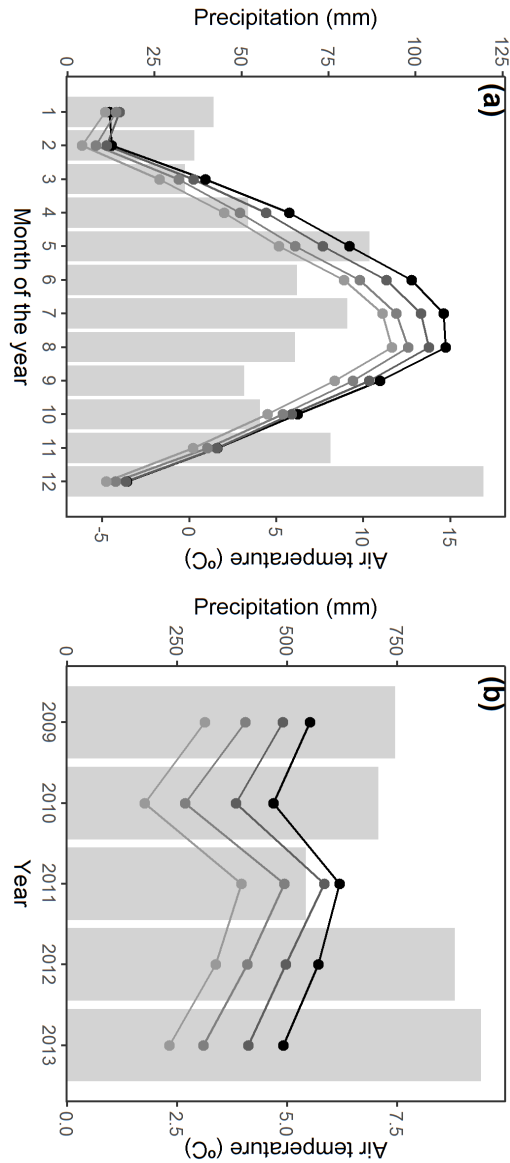 (a)
Precipitation (mm)
125
100
75
50
25
0
1 2 3 4 5 6 7 8 9 10 11 12
Month of the year
15
10
5
0
-5
Air temperature (ºC)
(b)
Precipitation (mm)
750
500
250
0
2009 2010 2011 2012 2013
Year
7.5
5.0
2.5
0.0
Air temperature (ºC)